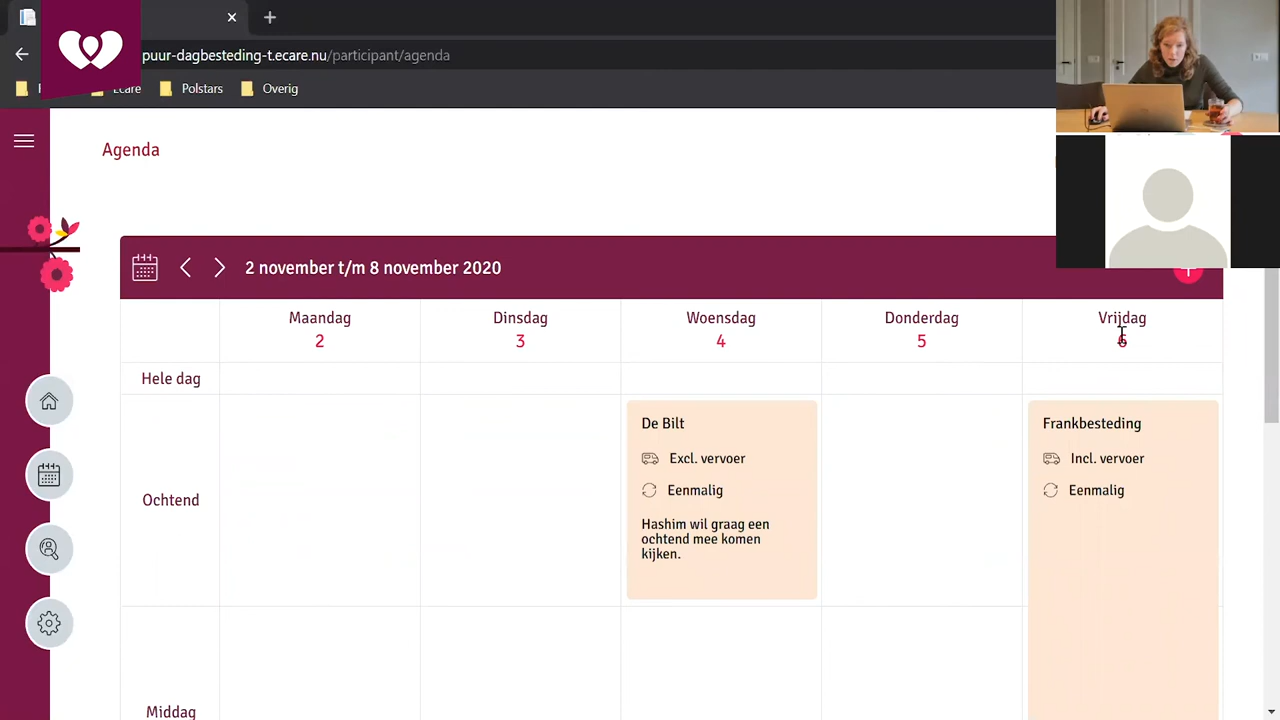 puur-dagbesteding-t.ecare.nu/participant/agenda
Ecare
Polstars
Overig
Agenda
2 november t/m 8 november 2020
Maandag
2
Dinsdag
3
Woensdag
4
Donderdag
5
Vrijdag
6
Hele dag
Ochtend
De Bilt
Excl. vervoer
Eenmalig
Hashim wil graag een
ochtend mee komen
kijken.
Frankbesteding
Incl. vervoer
Eenmalig
Middag